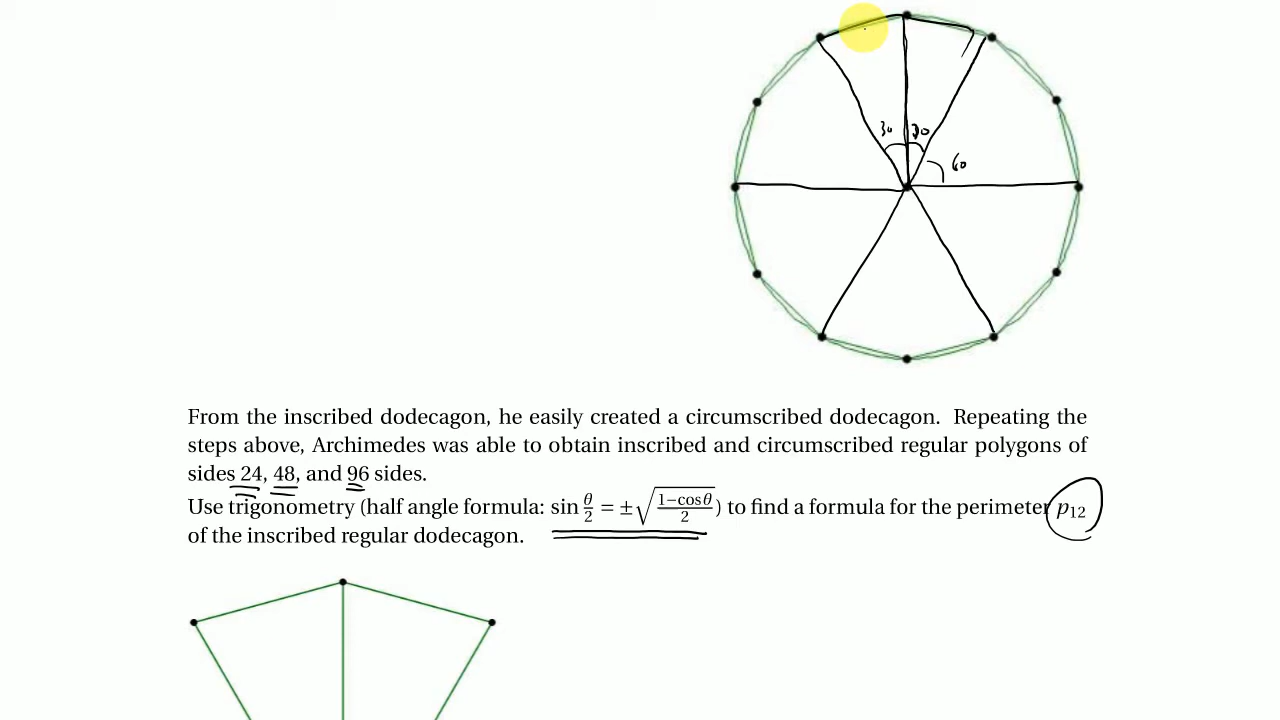 30 30
60
From the inscribed dodecagon, he easily created a circumscribed dodecagon. Repeating the
steps above, Archimedes was able to obtain inscribed and circumscribed regular polygons of
sides 24, 48, and 96 sides.
Use trigonometry (half angle formula: sin θ/2 = ±√(1−cosθ)/2) to find a formula for the perimeter p₁₂
of the inscribed regular dodecagon.